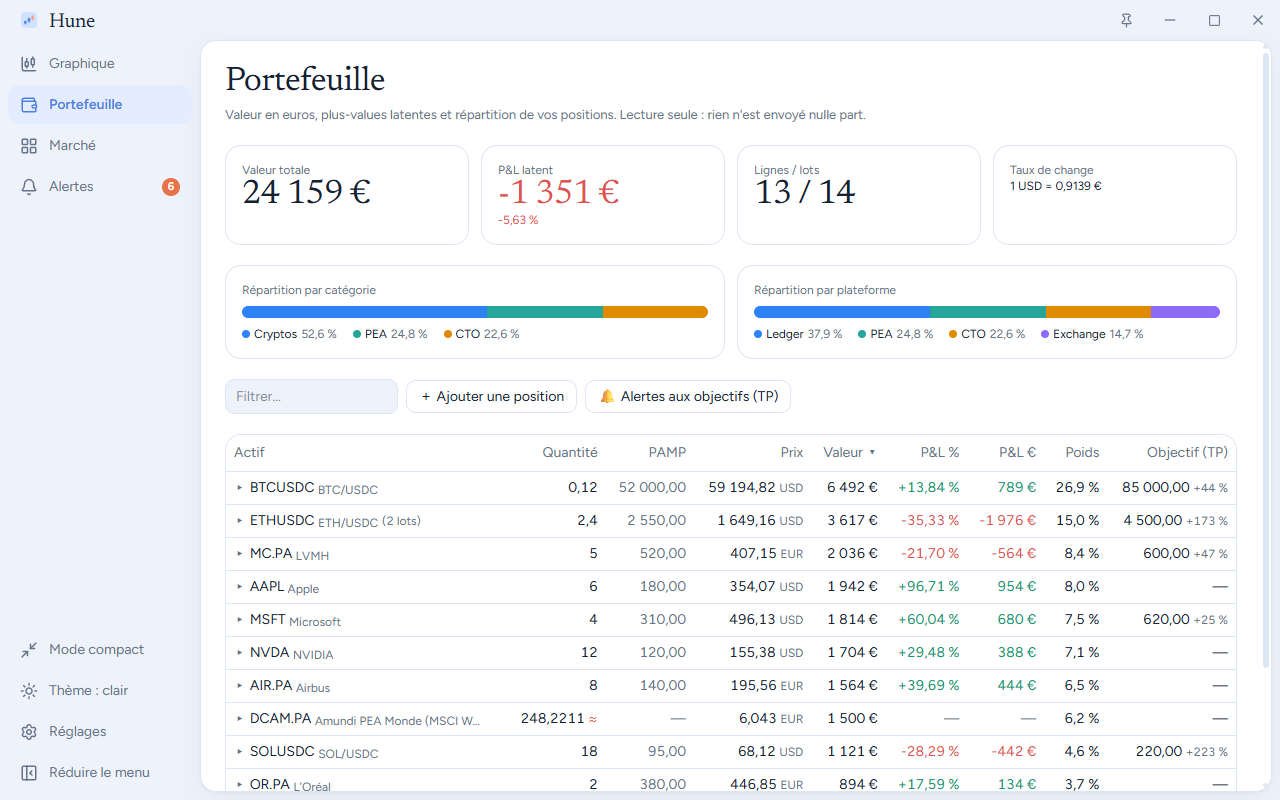 Hune
Graphique
Portefeuille
Marché
Alertes 6
Mode compact
Thème : clair
Réglages
Réduire le menu
Portefeuille
Valeur en euros, plus-values latentes et répartition de vos positions. Lecture seule : rien n'est envoyé nulle part.
Valeur totale
24 159 €
P&L latent
-1 351 €
-5,63 %
Lignes / lots
13 / 14
Taux de change
1 USD = 0,9139 €
Répartition par catégorie
Cryptos 52,6 % PEA 24,8 % CTO 22,6 %
Répartition par plateforme
Ledger 37,9 % PEA 24,8 % CTO 22,6 % Exchange 14,7 %
Filtrer...
+ Ajouter une position
🔔 Alertes aux objectifs (TP)
Actif Quantité PAMP Prix Valeur ▼ P&L % P&L € Poids Objectif (TP)
▸ BTCUSDC BTC/USDC 0,12 52 000,00 59 194,82 USD 6 492 € +13,84 % 789 € 26,9 % 85 000,00 +44 %
▸ ETHUSDC ETH/USDC (2 lots) 2,4 2 550,00 1 649,16 USD 3 617 € -35,33 % -1 976 € 15,0 % 4 500,00 +173 %
▸ MC.PA LVMH 5 520,00 407,15 EUR 2 036 € -21,70 % -564 € 8,4 % 600,00 +47 %
▸ AAPL Apple 6 180,00 354,07 USD 1 942 € +96,71 % 954 € 8,0 % —
▸ MSFT Microsoft 4 310,00 496,13 USD 1 814 € +60,04 % 680 € 7,5 % 620,00 +25 %
▸ NVDA NVIDIA 12 120,00 155,38 USD 1 704 € +29,48 % 388 € 7,1 % —
▸ AIR.PA Airbus 8 140,00 195,56 EUR 1 564 € +39,69 % 444 € 6,5 % —
▸ DCAM.PA Amundi PEA Monde (MSCI W... 248,2211 ≈ — 6,043 EUR 1 500 € — — 6,2 % —
▸ SOLUSDC SOL/USDC 18 95,00 68,12 USD 1 121 € -28,29 % -442 € 4,6 % 220,00 +223 %
▸ OR.PA L'Oréal 2 380,00 446,85 EUR 894 € +17,59 % 134 € 3,7 % —